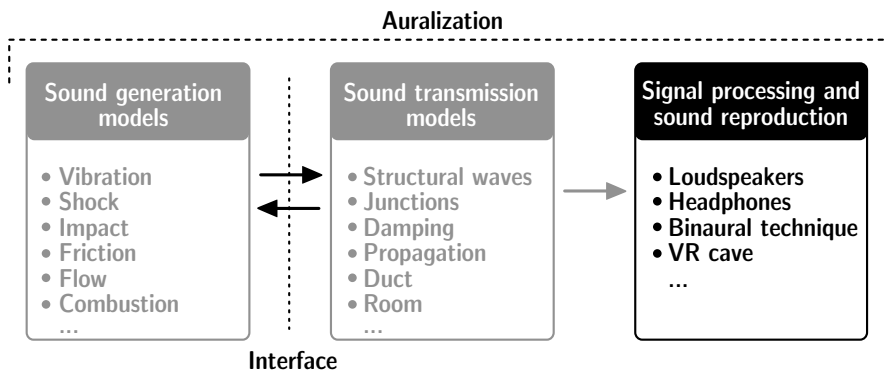 Auralization
Sound generation
models
• Vibration
• Shock
• Impact
• Friction
• Flow
• Combustion
...
Interface
Sound transmission
models
• Structural waves
• Junctions
• Damping
• Propagation
• Duct
• Room
...
Signal processing and
sound reproduction
• Loudspeakers
• Headphones
• Binaural technique
• VR cave
...